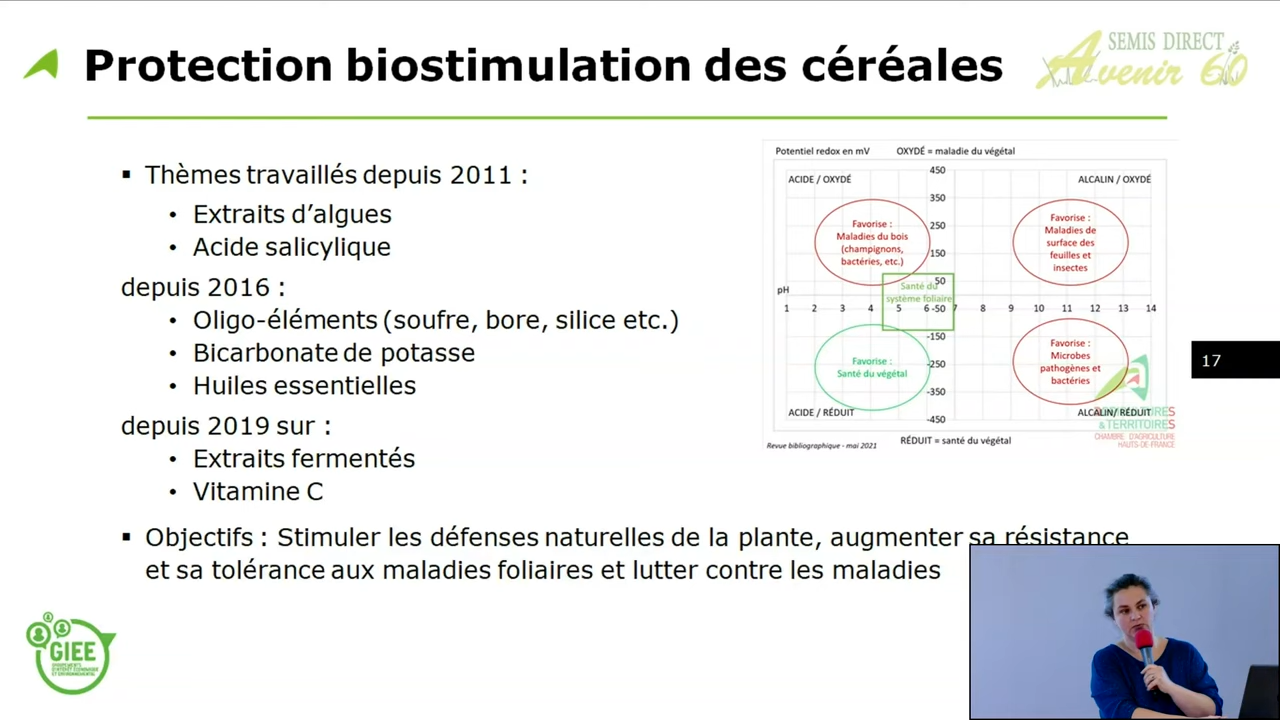 Protection biostimulation des céréales
SEMIS DIRECT
Avenir 60
▪ Thèmes travaillés depuis 2011 :
• Extraits d’algues
• Acide salicylique
depuis 2016 :
• Oligo-éléments (soufre, bore, silice etc.)
• Bicarbonate de potasse
• Huiles essentielles
depuis 2019 sur :
• Extraits fermentés
• Vitamine C
▪ Objectifs : Stimuler les défenses naturelles de la plante, augmenter sa résistance
et sa tolérance aux maladies foliaires et lutter contre les maladies
Potentiel redox en mV
OXYDÉ = maladie du végétal
450
350
250
150
50
-50
-150
-250
-350
-450
ACIDE / OXYDÉ
ALCALIN / OXYDÉ
Favorise :
Maladies du bois
(champignons,
bactéries, etc.)
Favorise :
Maladies de
surface des
feuilles et
insectes
Santé du
système foliaire
pH
1 2 3 4 5 6 7 8 9 10 11 12 13 14
Favorise :
Santé du végétal
Favorise :
Microbes
pathogènes et
bactéries
ACIDE / RÉDUIT
ALCALIN/ RÉDUIT
& TERRITOIRES
CHAMBRE D'AGRICULTURE
HAUTS-DE-FRANCE
Revue bibliographique - mai 2021
RÉDUIT = santé du végétal
17
GIEE
GROUPEMENTS
D'INTÉRÊT ÉCONOMIQUE
ET ENVIRONNEMENTAL